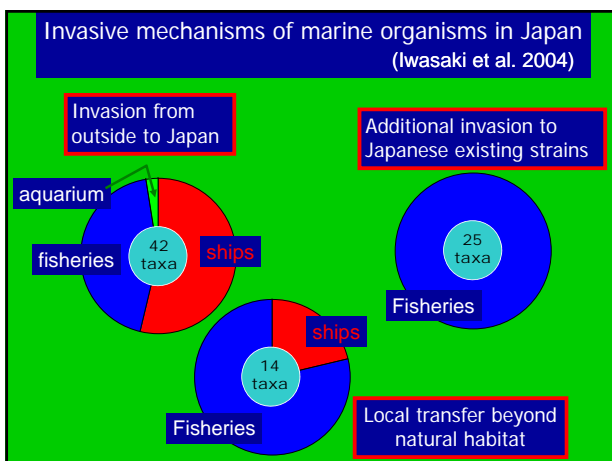 Invasive mechanisms of marine organisms in Japan
(Iwasaki et al. 2004)
Invasion from
outside to Japan
aquarium
fisheries
42
taxa
ships
Additional invasion to
Japanese existing strains
25
taxa
Fisheries
ships
14
taxa
Fisheries
Local transfer beyond
natural habitat